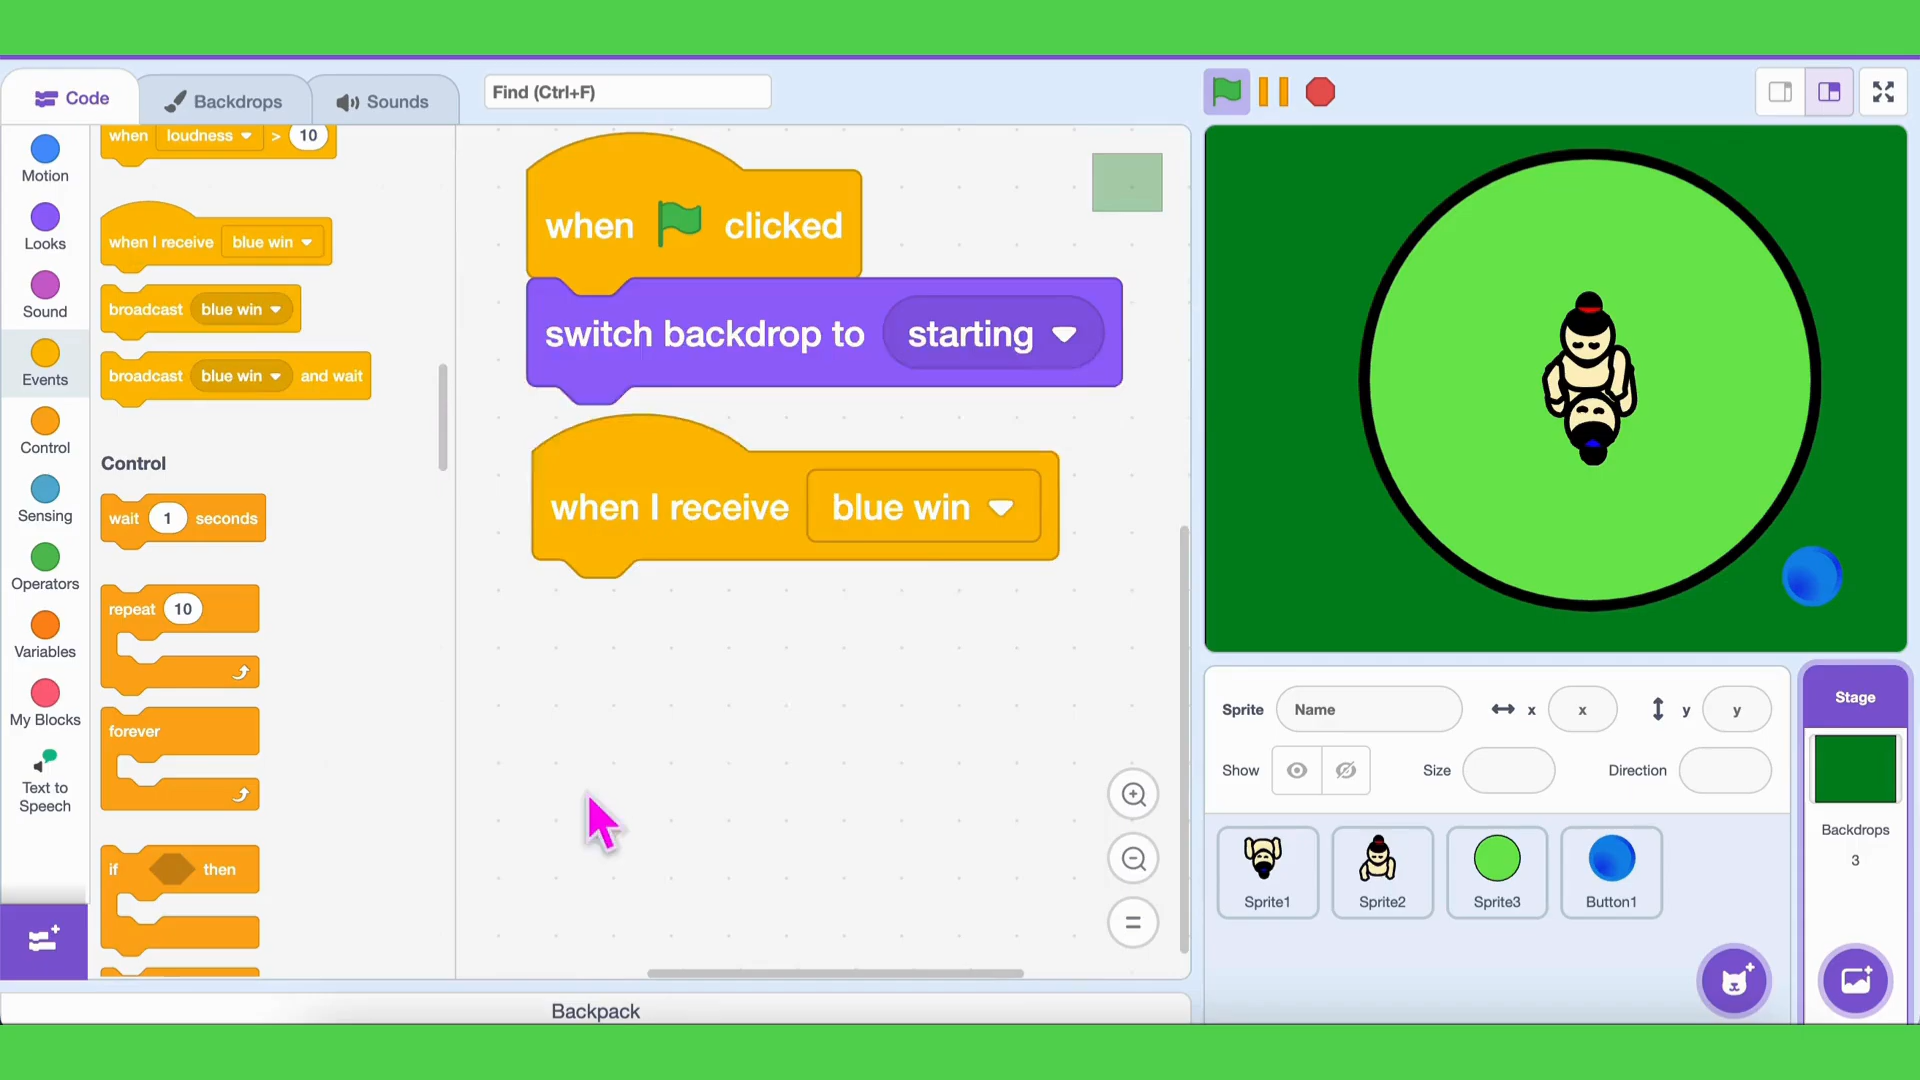 Code
Backdrops
Sounds
Find (Ctrl+F)
Motion
Looks
Sound
Events
Control
Sensing
Operators
Variables
My Blocks
Text to
Speech
when loudness > 10
when I receive blue win
broadcast blue win
broadcast blue win and wait
Control
wait 1 seconds
repeat 10
forever
if then
when clicked
switch backdrop to starting
when I receive blue win
Backpack
Sprite Name x x y y
Show Size Direction
Sprite1
Sprite2
Sprite3
Button1
Stage
Backdrops
3